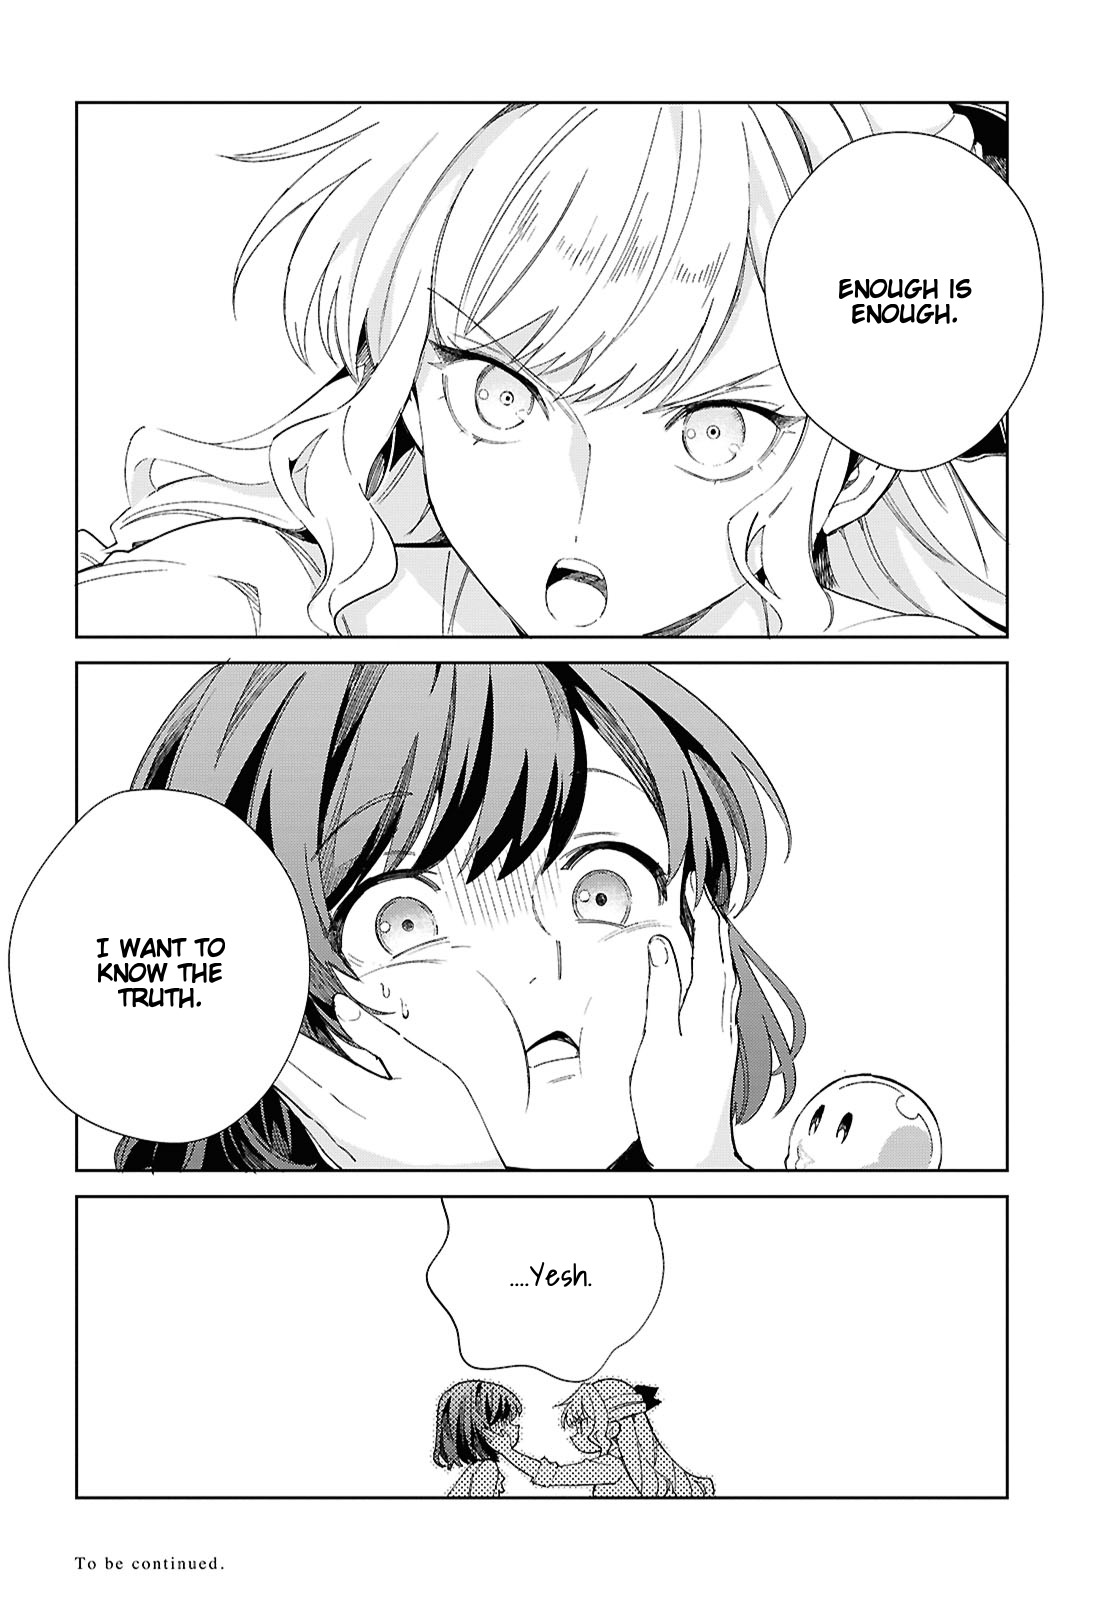 ENOUGH IS
ENOUGH.
I WANT TO
KNOW THE
TRUTH.
....Yesh.
To be continued.